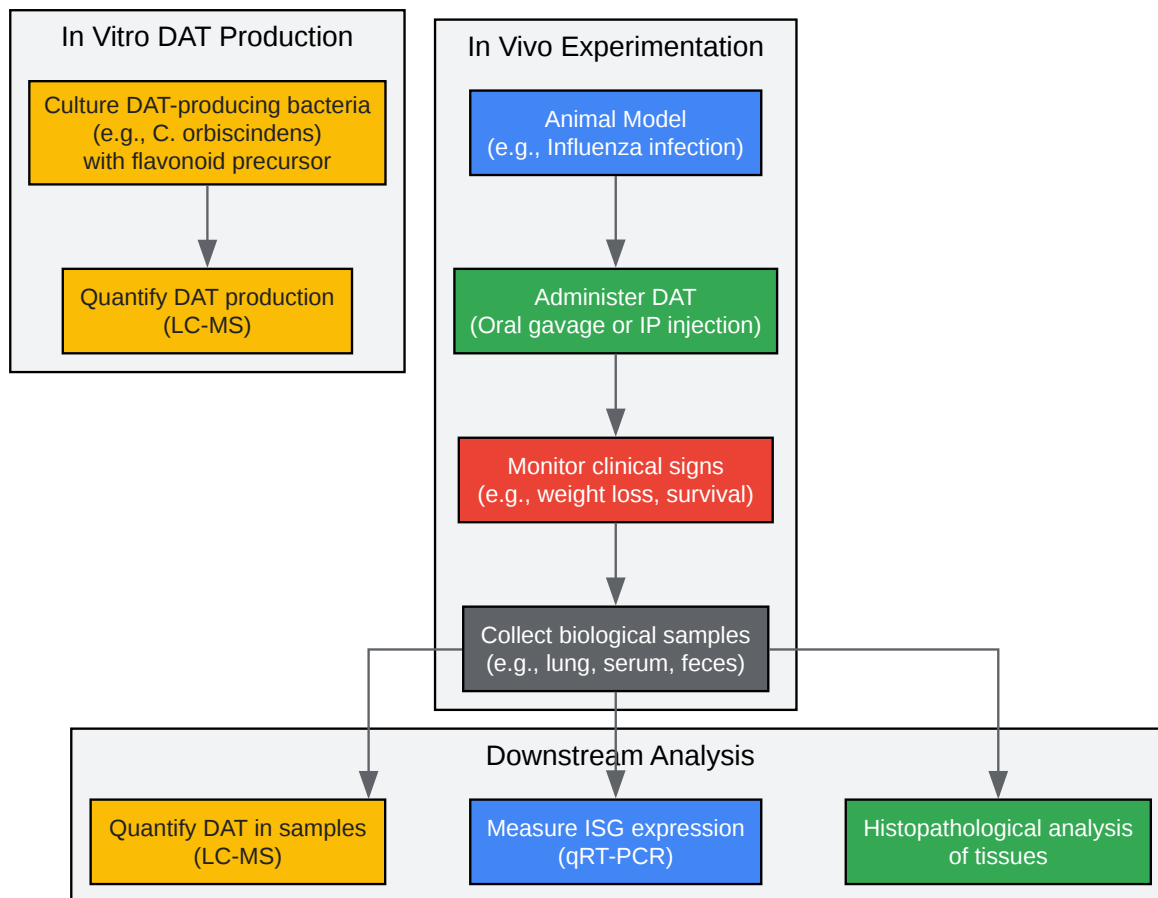 In Vitro DAT Production
Culture DAT-producing bacteria
(e.g., C. orbiscindens)
with flavonoid precursor
Quantify DAT production
(LC-MS)
In Vivo Experimentation
Animal Model
(e.g., Influenza infection)
Administer DAT
(Oral gavage or IP injection)
Monitor clinical signs
(e.g., weight loss, survival)
Collect biological samples
(e.g., lung, serum, feces)
Downstream Analysis
Quantify DAT in samples
(LC-MS)
Measure ISG expression
(qRT-PCR)
Histopathological analysis
of tissues